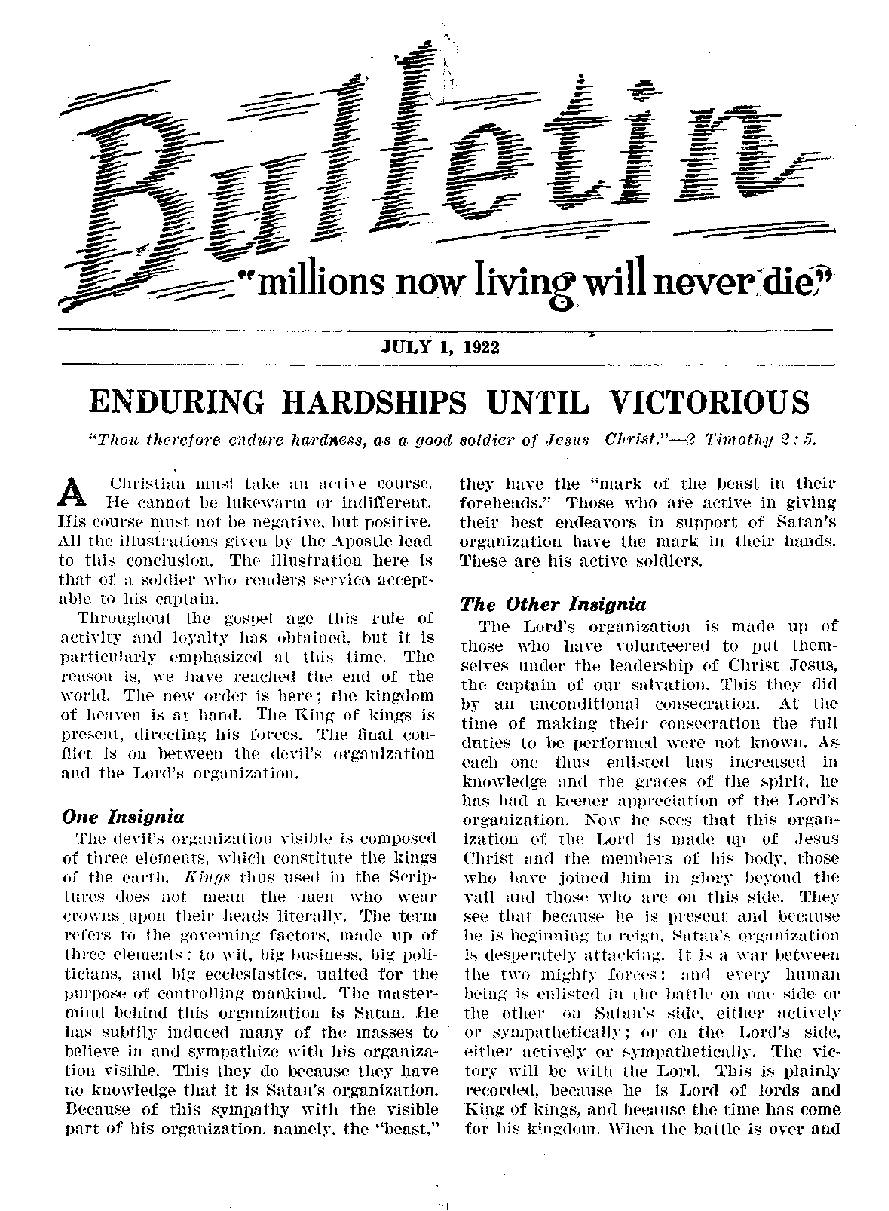 Bulletin
"millions now living will never die"
JULY 1, 1922
ENDURING HARDSHIPS UNTIL VICTORIOUS
"Thou therefore endure hardness, as a good soldier of Jesus Christ."—2 Timothy 2:5.
A Christian must take an active course.
He cannot be lukewarm or indifferent.
His course must not be negative, but positive.
All the illustrations given by the Apostle lead
to this conclusion. The illustration here is
that of a soldier who renders service accept-
able to his captain.
Throughout the gospel age this rule of
activity and loyalty has obtained, but it is
particularly emphasized at this time. The
reason is, we have reached the end of the
world. The new order is here; the kingdom
of heaven is at hand. The King of kings is
present, directing his forces. The final con-
flict is on between the devil's organization
and the Lord's organization.
One Insignia
The devil's organization visible is composed
of three elements, which constitute the kings
of the earth. Kings thus used in the Scrip-
tures does not mean the men who wear
crowns upon their heads literally. The term
refers to the governing factors, made up of
three elements: to wit, big business, big poli-
ticians, and big ecclesiastics, united for the
purpose of controlling mankind. The master-
mind behind this organization is Satan. He
has subtily induced many of the masses to
believe in and sympathize with his organiza-
tion visible. This they do because they have
no knowledge that it is Satan's organization.
Because of this sympathy with the visible
part of his organization, namely, the "beast,"
they have the "mark of the beast in their
foreheads." Those who are active in giving
their best endeavors in support of Satan's
organization have the mark in their hands.
These are his active soldiers.
The Other Insignia
The Lord's organization is made up of
those who have volunteered to put them-
selves under the leadership of Christ Jesus,
the captain of our salvation. This they did
by an unconditional consecration. At the
time of making their consecration the full
duties to be performed were not known. As
each one thus enlisted has increased in
knowledge and the graces of the spirit, he
has had a keener appreciation of the Lord's
organization. Now he sees that this organ-
ization of the Lord is made up of Jesus
Christ and the members of his body, those
who have joined him in glory beyond the
vail and those who are on this side. They
see that because he is present and because
he is beginning to reign, Satan's organization
is desperately attacking. It is a war between
the two mighty forces; and every human
being is enlisted in the battle on one side or
the other on Satan's side, either actively
or sympathetically; or on the Lord's side,
either actively or sympathetically. The vic-
tory will be with the Lord. This is plainly
recorded, because he is Lord of lords and
King of kings, and because the time has come
for his kingdom. When the battle is over and
1